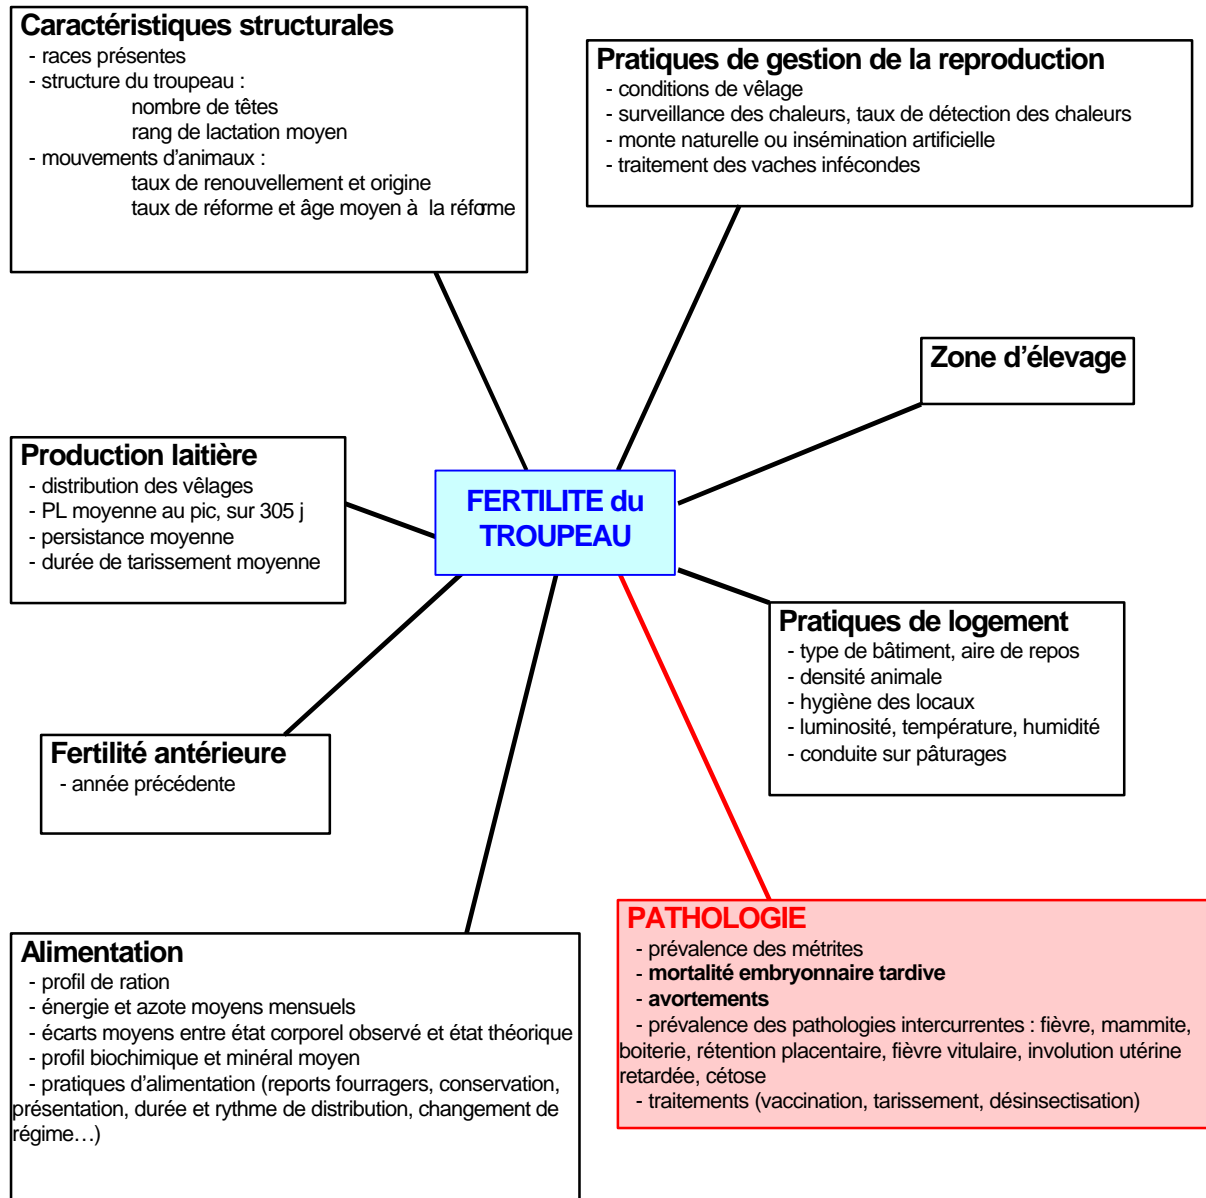 Caractéristiques structurales
- races présentes
- structure du troupeau :
nombre de têtes
rang de lactation moyen
- mouvements d'animaux :
taux de renouvellement et origine
taux de réforme et âge moyen à la réforme
Pratiques de gestion de la reproduction
- conditions de vêlage
- surveillance des chaleurs, taux de détection des chaleurs
- monte naturelle ou insémination artificielle
- traitement des vaches infécondes
Zone d'élevage
Production laitière
- distribution des vêlages
- PL moyenne au pic, sur 305 j
- persistance moyenne
- durée de tarissement moyenne
FERTILITE du
TROUPEAU
Pratiques de logement
- type de bâtiment, aire de repos
- densité animale
- hygiène des locaux
- luminosité, température, humidité
- conduite sur pâturages
Fertilité antérieure
- année précédente
Alimentation
- profil de ration
- énergie et azote moyens mensuels
- écarts moyens entre état corporel observé et état théorique
- profil biochimique et minéral moyen
- pratiques d'alimentation (reports fourragers, conservation,
présentation, durée et rythme de distribution, changement de
régime…)
PATHOLOGIE
- prévalence des métrites
- mortalité embryonnaire tardive
- avortements
- prévalence des pathologies intercurrentes : fièvre, mammite,
boiterie, rétention placentaire, fièvre vitulaire, involution utérine
retardée, cétose
- traitements (vaccination, tarissement, désinsectisation)